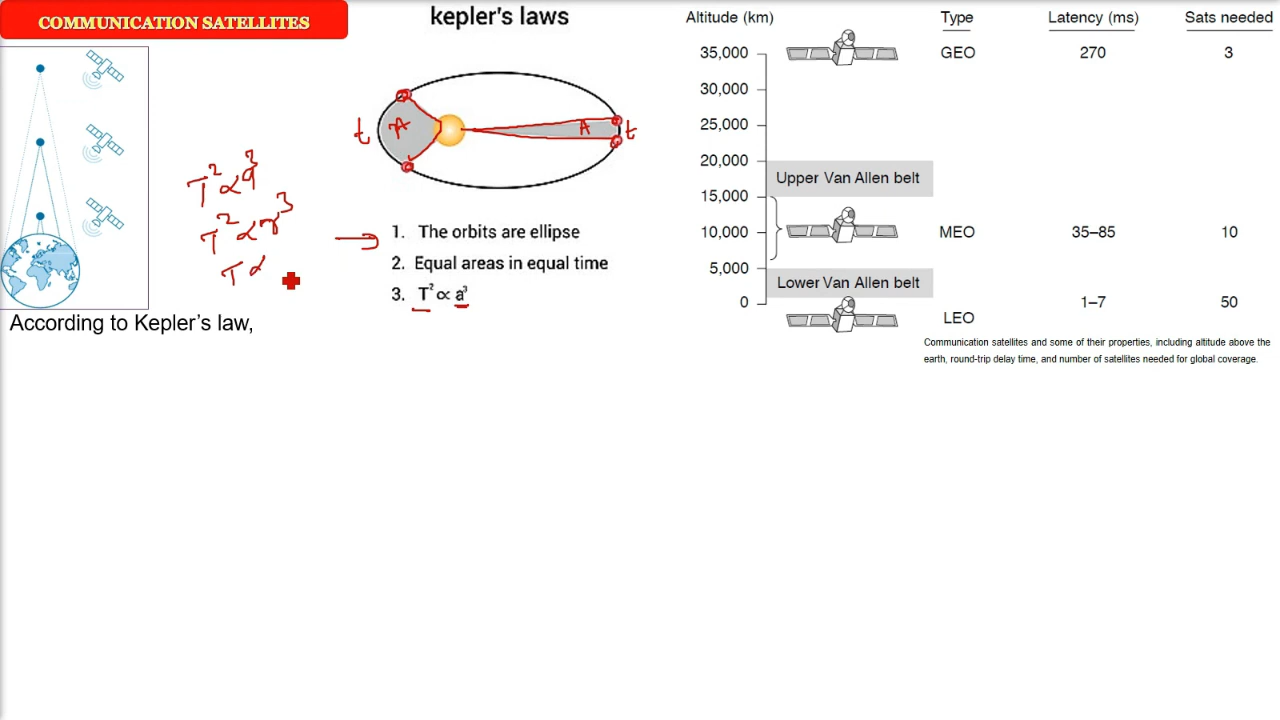 COMMUNICATION SATELLITES
kepler's laws
t A A t
T² ∝ a³
T² ∝ r³
T ∝
1. The orbits are ellipse
2. Equal areas in equal time
3. T² ∝ a³
According to Kepler’s law,
Altitude (km) Type Latency (ms) Sats needed
35,000 GEO 270 3
30,000
25,000
20,000
Upper Van Allen belt
15,000
10,000 MEO 35–85 10
5,000
Lower Van Allen belt
0 LEO 1–7 50
Communication satellites and some of their properties, including altitude above the
earth, round-trip delay time, and number of satellites needed for global coverage.